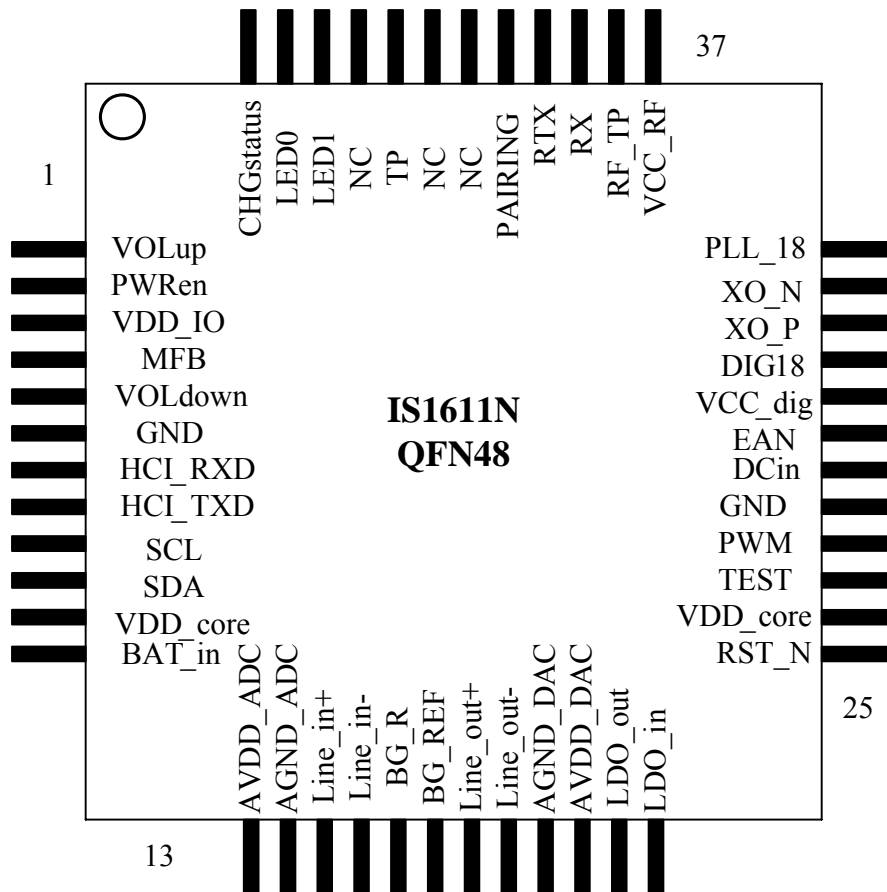 37
CHGstatus
LED0
LED1
NC
TP
NC
NC
PAIRING
RTX
RX
RF_TP
VCC_RF
1
VOLup
PWRen
VDD_IO
MFB
VOLdown
GND
HCI_RXD
HCI_TXD
SCL
SDA
VDD_core
BAT_in
IS1611N
QFN48
PLL_18
XO_N
XO_P
DIG18
VCC_dig
EAN
DCin
GND
PWM
TEST
VDD_core
RST_N
25
AVDD_ADC
AGND_ADC
Line_in+
Line_in-
BG_R
BG_REF
Line_out+
Line_out-
AGND_DAC
AVDD_DAC
LDO_out
LDO_in
13